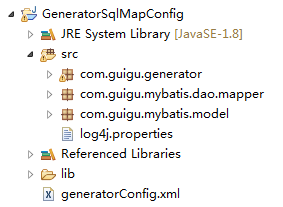 GeneratorSqlMapConfig
JRE System Library [JavaSE-1.8]
src
com.guigu.generator
com.guigu.mybatis.dao.mapper
com.guigu.mybatis.model
log4j.properties
Referenced Libraries
lib
generatorConfig.xml